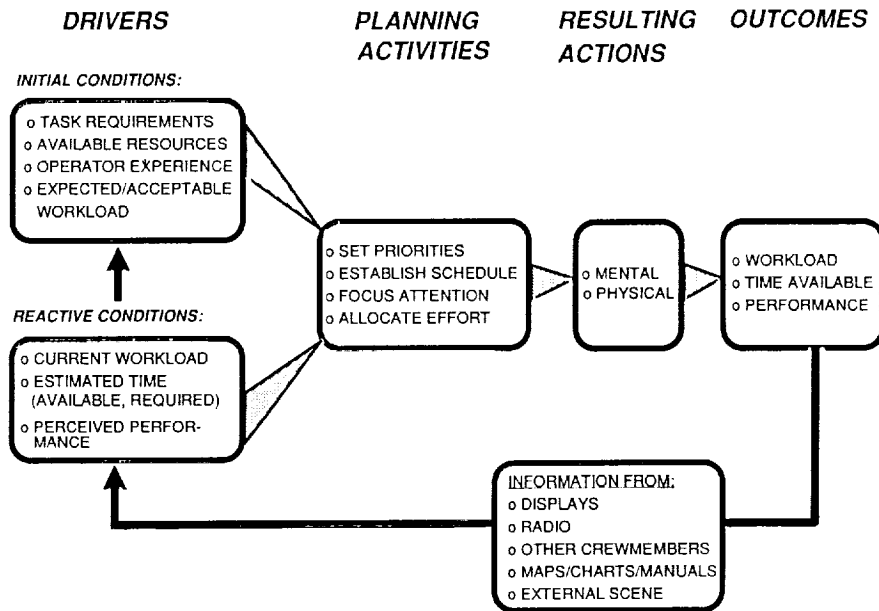 DRIVERS
PLANNING
ACTIVITIES
RESULTING
ACTIONS
OUTCOMES
INITIAL CONDITIONS:
o TASK REQUIREMENTS
o AVAILABLE RESOURCES
o OPERATOR EXPERIENCE
o EXPECTED/ACCEPTABLE
WORKLOAD
REACTIVE CONDITIONS:
o CURRENT WORKLOAD
o ESTIMATED TIME
(AVAILABLE, REQUIRED)
o PERCEIVED PERFOR-
MANCE
o SET PRIORITIES
o ESTABLISH SCHEDULE
o FOCUS ATTENTION
o ALLOCATE EFFORT
o MENTAL
o PHYSICAL
o WORKLOAD
o TIME AVAILABLE
o PERFORMANCE
INFORMATION FROM:
o DISPLAYS
o RADIO
o OTHER CREWMEMBERS
o MAPS/CHARTS/MANUALS
o EXTERNAL SCENE